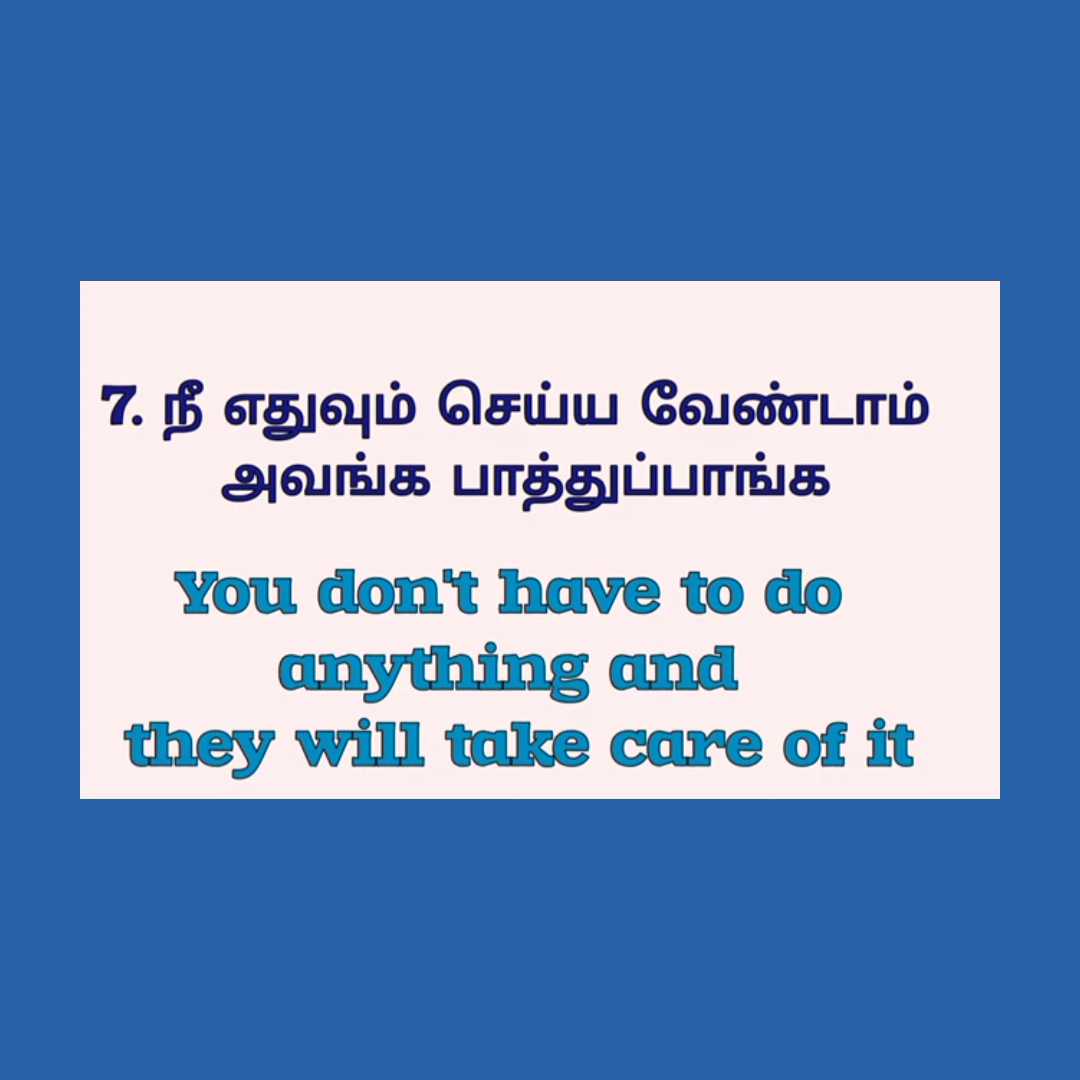 7. நீ எதுவும் செய்ய வேண்டாம்
அவங்க பாத்துப்பாங்க
You don't have to do
anything and
they will take care of it